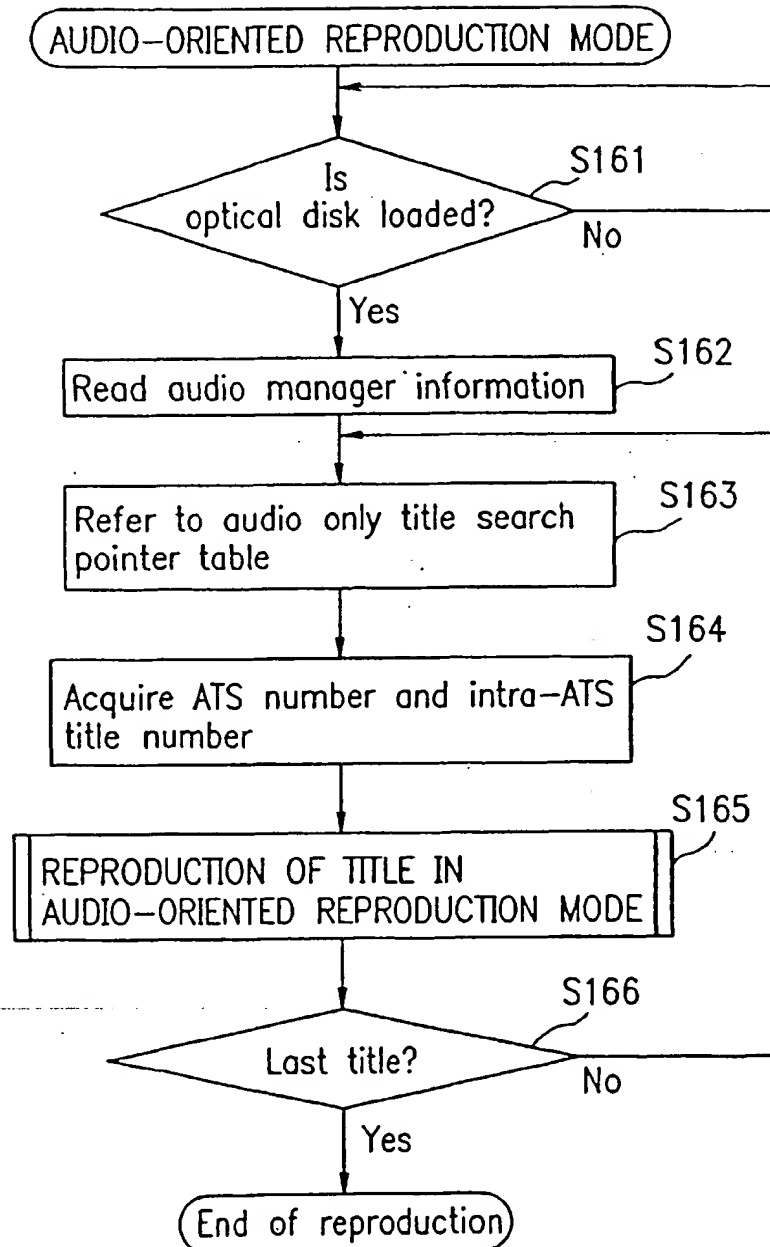 AUDIO-ORIENTED REPRODUCTION MODE
S161
Is
optical disk loaded?
No
Yes
S162
Read audio manager information
S163
Refer to audio only title search
pointer table
S164
Acquire ATS number and intra-ATS
title number
S165
REPRODUCTION OF TITLE IN
AUDIO-ORIENTED REPRODUCTION MODE
S166
Last title?
No
Yes
End of reproduction